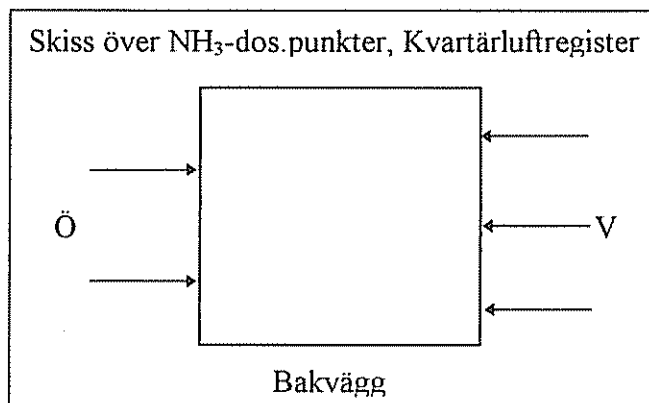 Skiss över NH₃-dos.punkter, Kvartärluftregister
Ö
V
Bakvägg